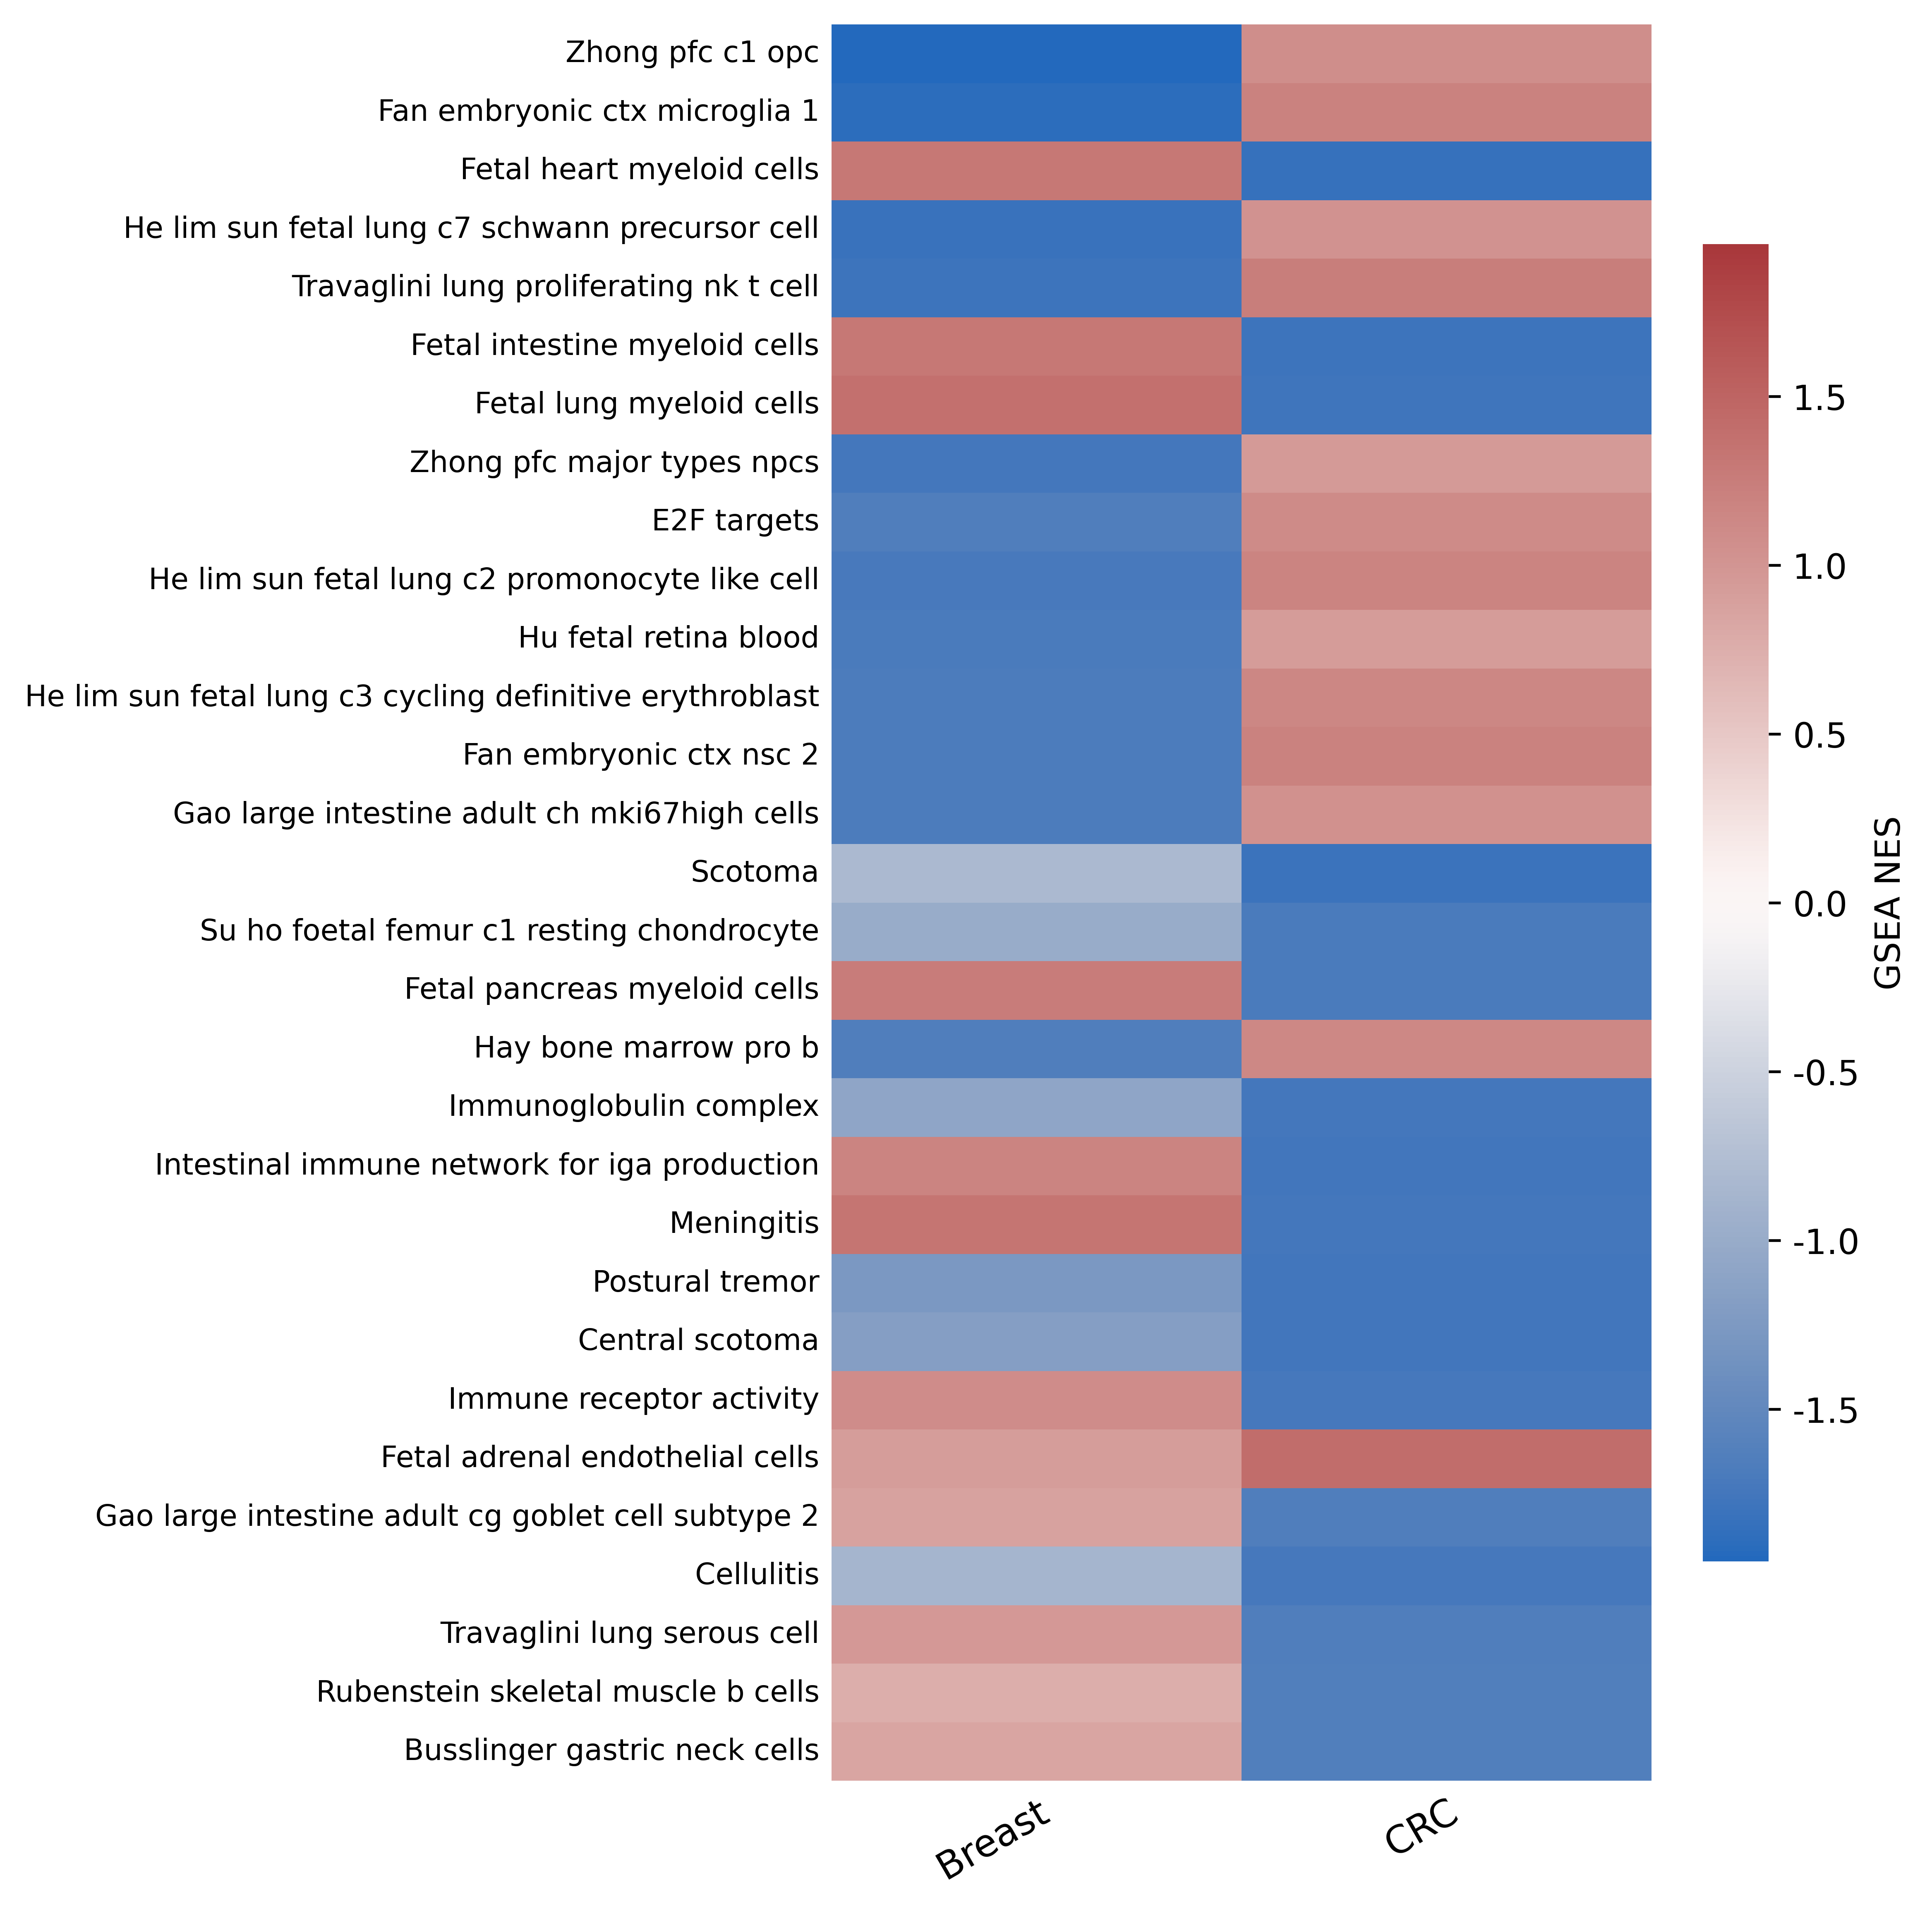 Zhong pfc c1 opc
Fan embryonic ctx microglia 1
Fetal heart myeloid cells
He lim sun fetal lung c7 schwann precursor cell
Travaglini lung proliferating nk t cell
Fetal intestine myeloid cells
Fetal lung myeloid cells
Zhong pfc major types npcs
E2F targets
He lim sun fetal lung c2 promonocyte like cell
Hu fetal retina blood
He lim sun fetal lung c3 cycling definitive erythroblast
Fan embryonic ctx nsc 2
Gao large intestine adult ch mki67high cells
Scotoma
Su ho foetal femur c1 resting chondrocyte
Fetal pancreas myeloid cells
Hay bone marrow pro b
Immunoglobulin complex
Intestinal immune network for iga production
Meningitis
Postural tremor
Central scotoma
Immune receptor activity
Fetal adrenal endothelial cells
Gao large intestine adult cg goblet cell subtype 2
Cellulitis
Travaglini lung serous cell
Rubenstein skeletal muscle b cells
Busslinger gastric neck cells
Breast
CRC
1.5
1.0
0.5
0.0
-0.5
-1.0
-1.5
GSEA NES